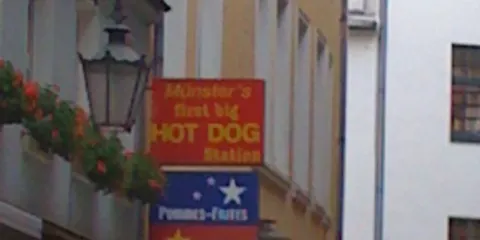 Münster's
first big
HOT DOG
Station
POMMES-FRITES